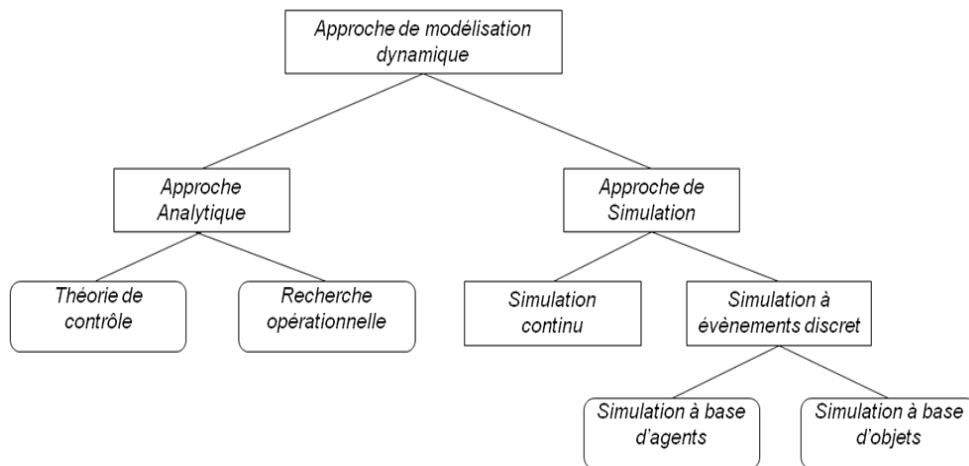 Approche de modélisation
dynamique
Approche
Analytique
Approche de
Simulation
Théorie de
contrôle
Recherche
opérationnelle
Simulation
continu
Simulation à
évènements discret
Simulation à base
d'agents
Simulation à base
d'objets